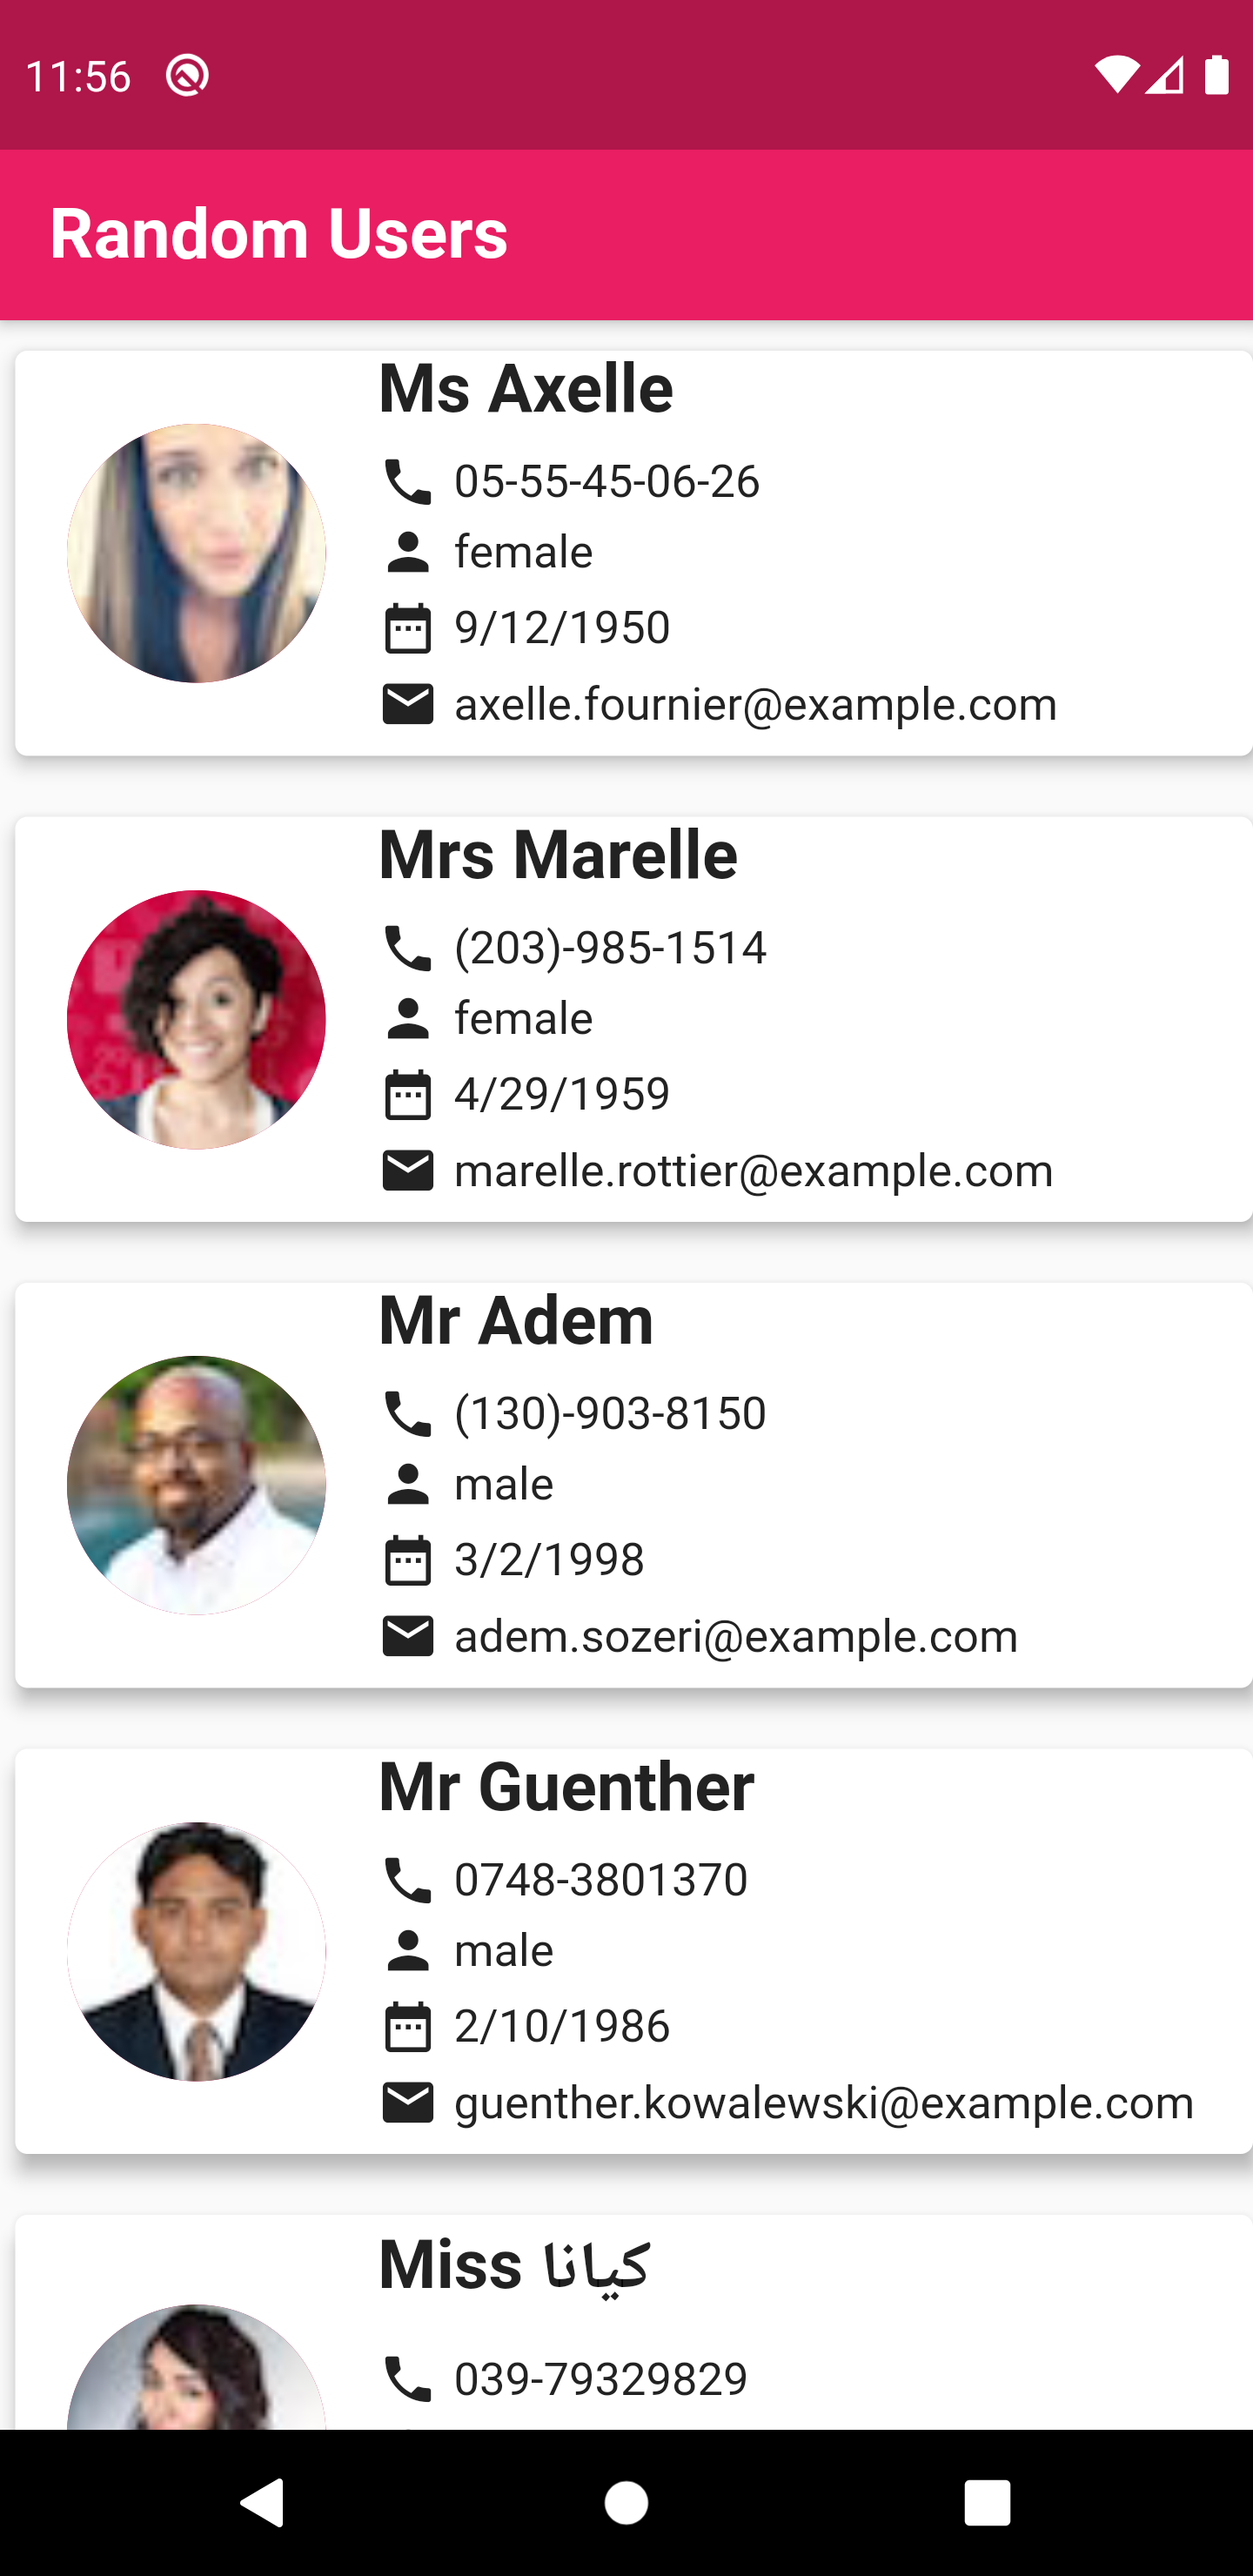 11:56
Random Users
Ms Axelle
05-55-45-06-26
female
9/12/1950
axelle.fournier@example.com
Mrs Marelle
(203)-985-1514
female
4/29/1959
marelle.rottier@example.com
Mr Adem
(130)-903-8150
male
3/2/1998
adem.sozeri@example.com
Mr Guenther
0748-3801370
male
2/10/1986
guenther.kowalewski@example.com
Miss کیانا
039-79329829